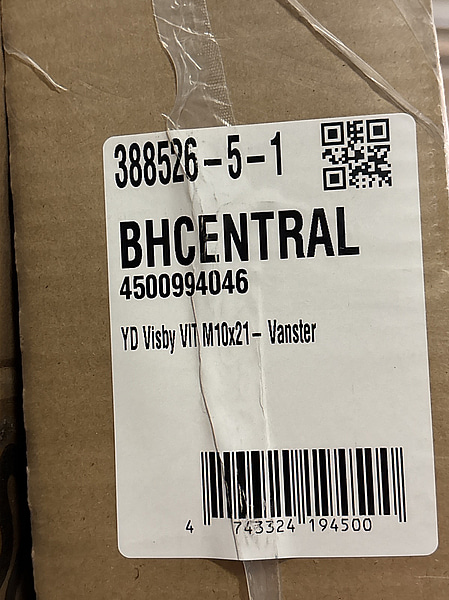 388526-5-1
BHCENTRAL
4500994046
YD Visby VIT M10x21- Vanster
4 743324 194500